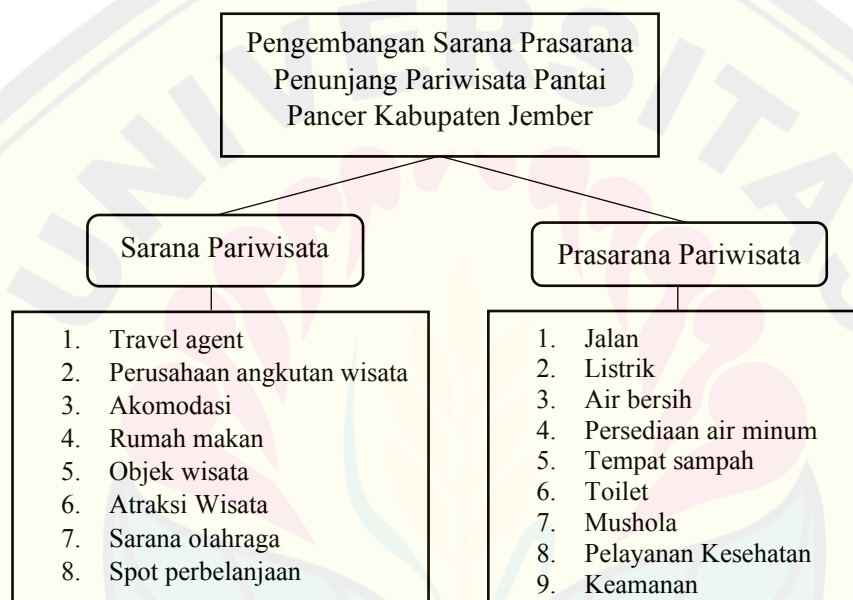 Pengembangan Sarana Prasarana
Penunjang Pariwisata Pantai
Pancer Kabupaten Jember
Sarana Pariwisata
Prasarana Pariwisata
1. Travel agent
2. Perusahaan angkutan wisata
3. Akomodasi
4. Rumah makan
5. Objek wisata
6. Atraksi Wisata
7. Sarana olahraga
8. Spot perbelanjaan
1. Jalan
2. Listrik
3. Air bersih
4. Persediaan air minum
5. Tempat sampah
6. Toilet
7. Mushola
8. Pelayanan Kesehatan
9. Keamanan
UNIVERSITAS